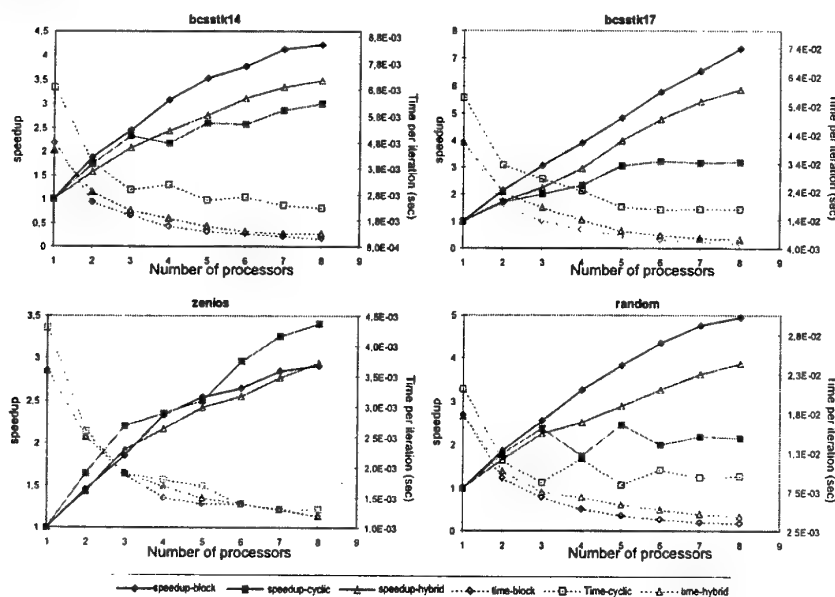 bcsstk14
4.5
4
3.5
3
2.5
2
1.5
1
0.5
0
speedup
8.8E-03
7.8E-03
6.8E-03
5.8E-03
4.8E-03
3.8E-03
2.8E-03
1.8E-03
8.0E-04
Time per iteration (sec)
1 2 3 4 5 6 7 8 9
Number of processors
bcsstk17
8
7
6
5
4
3
2
1
0
speedup
7.4E-02
6.4E-02
5.4E-02
4.4E-02
3.4E-02
2.4E-02
1.4E-02
4.0E-03
Time per iteration (sec)
1 2 3 4 5 6 7 8 9
Number of processors
zenios
3.5
3
2.5
2
1.5
1
speedup
4.5E-03
4.0E-03
3.5E-03
3.0E-03
2.5E-03
2.0E-03
1.5E-03
1.0E-03
Time per iteration (sec)
1 2 3 4 5 6 7 8 9
Number of processors
random
5
4
3
2
1
0
speedup
2.8E-02
2.3E-02
1.8E-02
7.5E-03
2.5E-03
Time per iteration (sec)
1 2 3 4 5 6 7 8 9
Number of processors
speedup-block speedup-cyclic speedup-hybrid time-block Time-cyclic time-hybrid